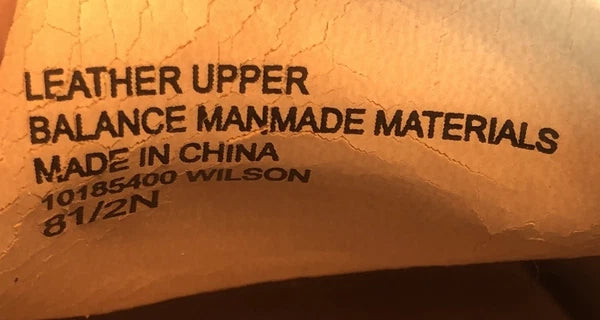 LEATHER UPPER
BALANCE MANMADE MATERIALS
MADE IN CHINA
10185400 WILSON
81/2N